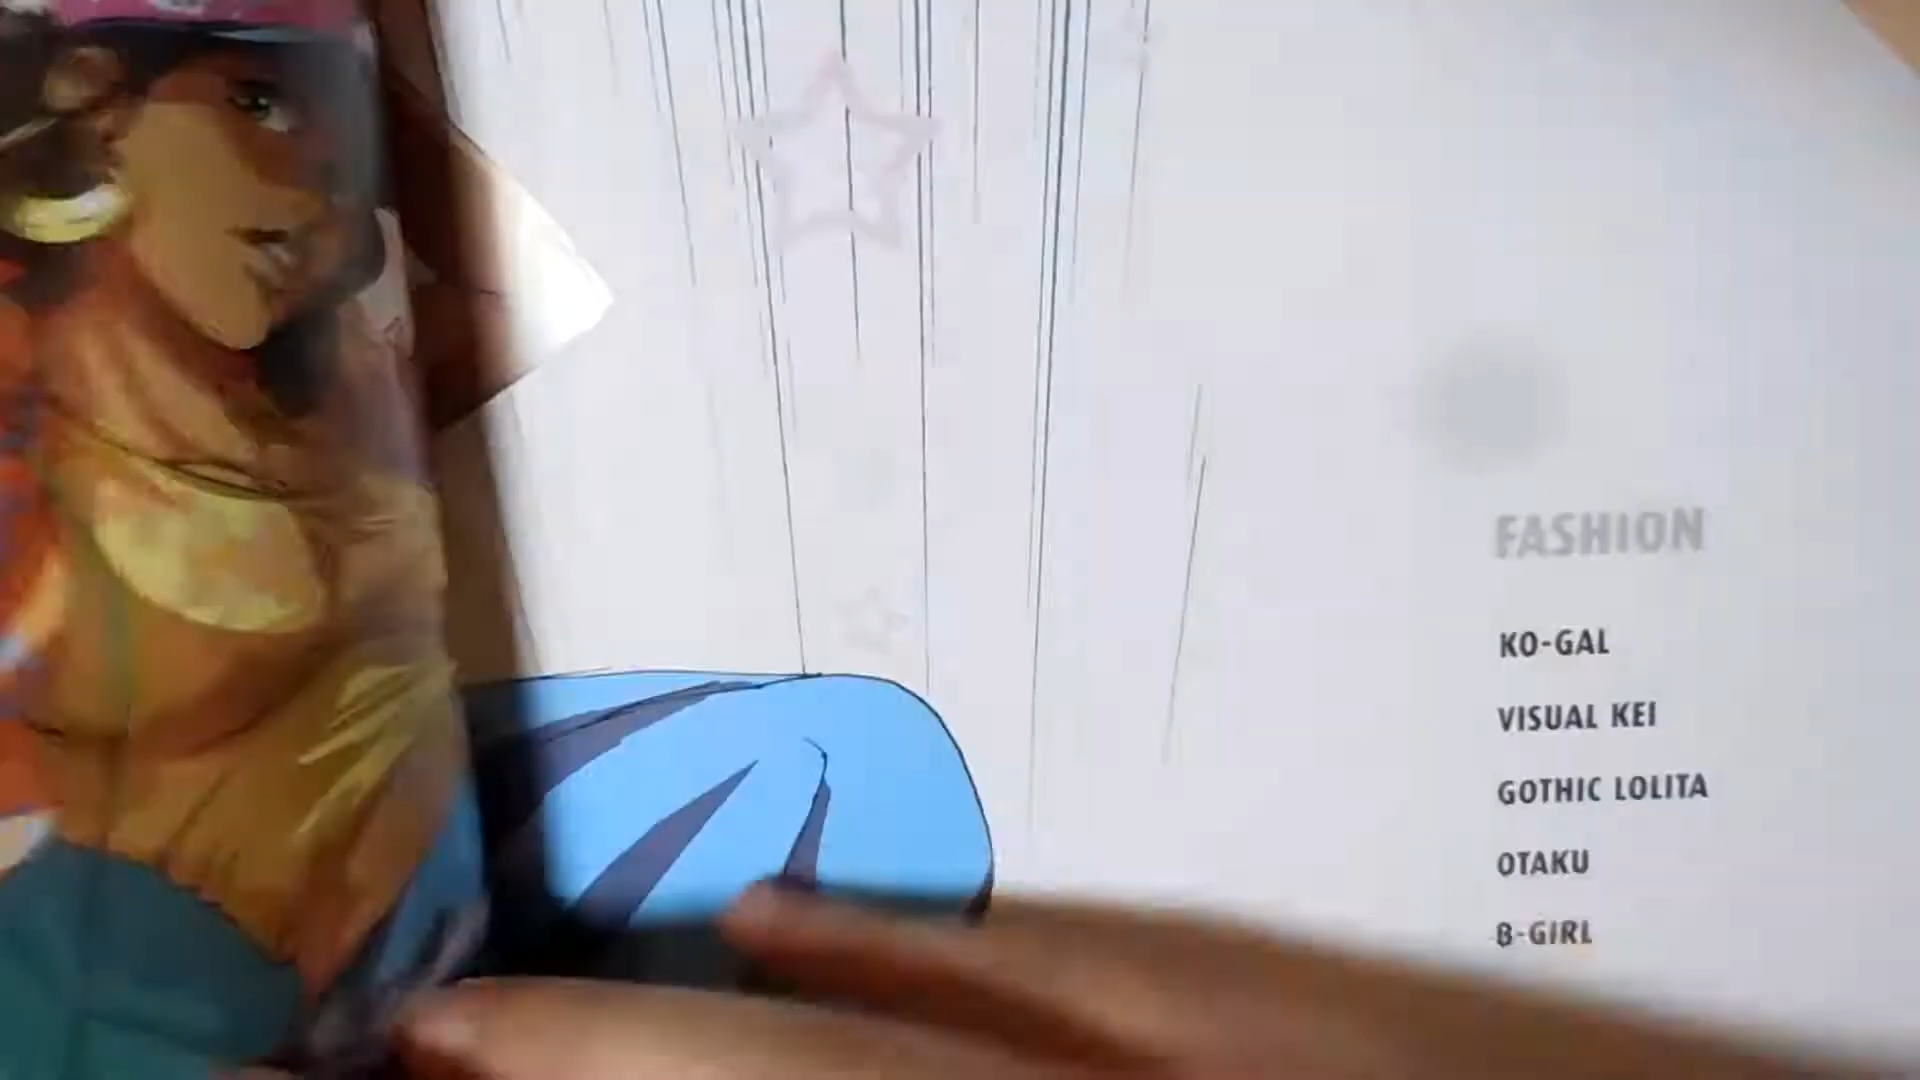 FASHION
KO-GAL
VISUAL KEI
GOTHIC LOLITA
OTAKU
B-GIRL